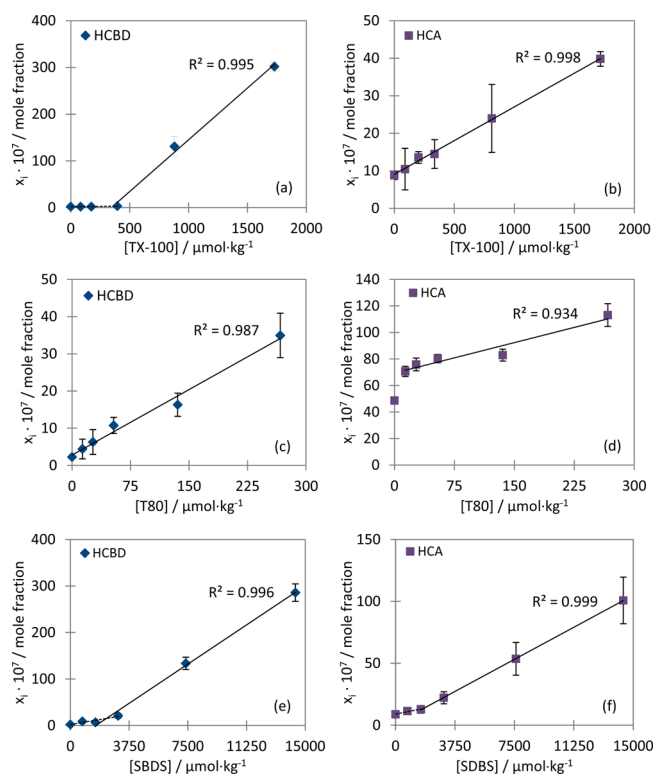 400
300
200
100
0
xᵢ · 10⁷ / mole fraction
HCBD
R² = 0.995
(a)
0 500 1000 1500 2000
[TX-100] / µmol·kg⁻¹
50
40
30
20
10
0
xᵢ · 10⁷ / mole fraction
HCA
R² = 0.998
(b)
0 500 1000 1500 2000
[TX-100] / µmol·kg⁻¹
50
40
30
20
10
0
xᵢ · 10⁷ / mole fraction
HCBD
R² = 0.987
(c)
0 75 150 225 300
[T80] / µmol·kg⁻¹
140
120
100
80
60
40
20
0
xᵢ · 10⁷ / mole fraction
HCA
R² = 0.934
(d)
0 75 150 225 300
[T80] / µmol·kg⁻¹
400
300
200
100
0
xᵢ · 10⁷ / mole fraction
HCBD
R² = 0.996
(e)
0 3750 7500 11250 15000
[SBDS] / µmol·kg⁻¹
150
100
50
0
xᵢ · 10⁷ / mole fraction
HCA
R² = 0.999
(f)
0 3750 7500 11250 15000
[SDBS] / µmol·kg⁻¹